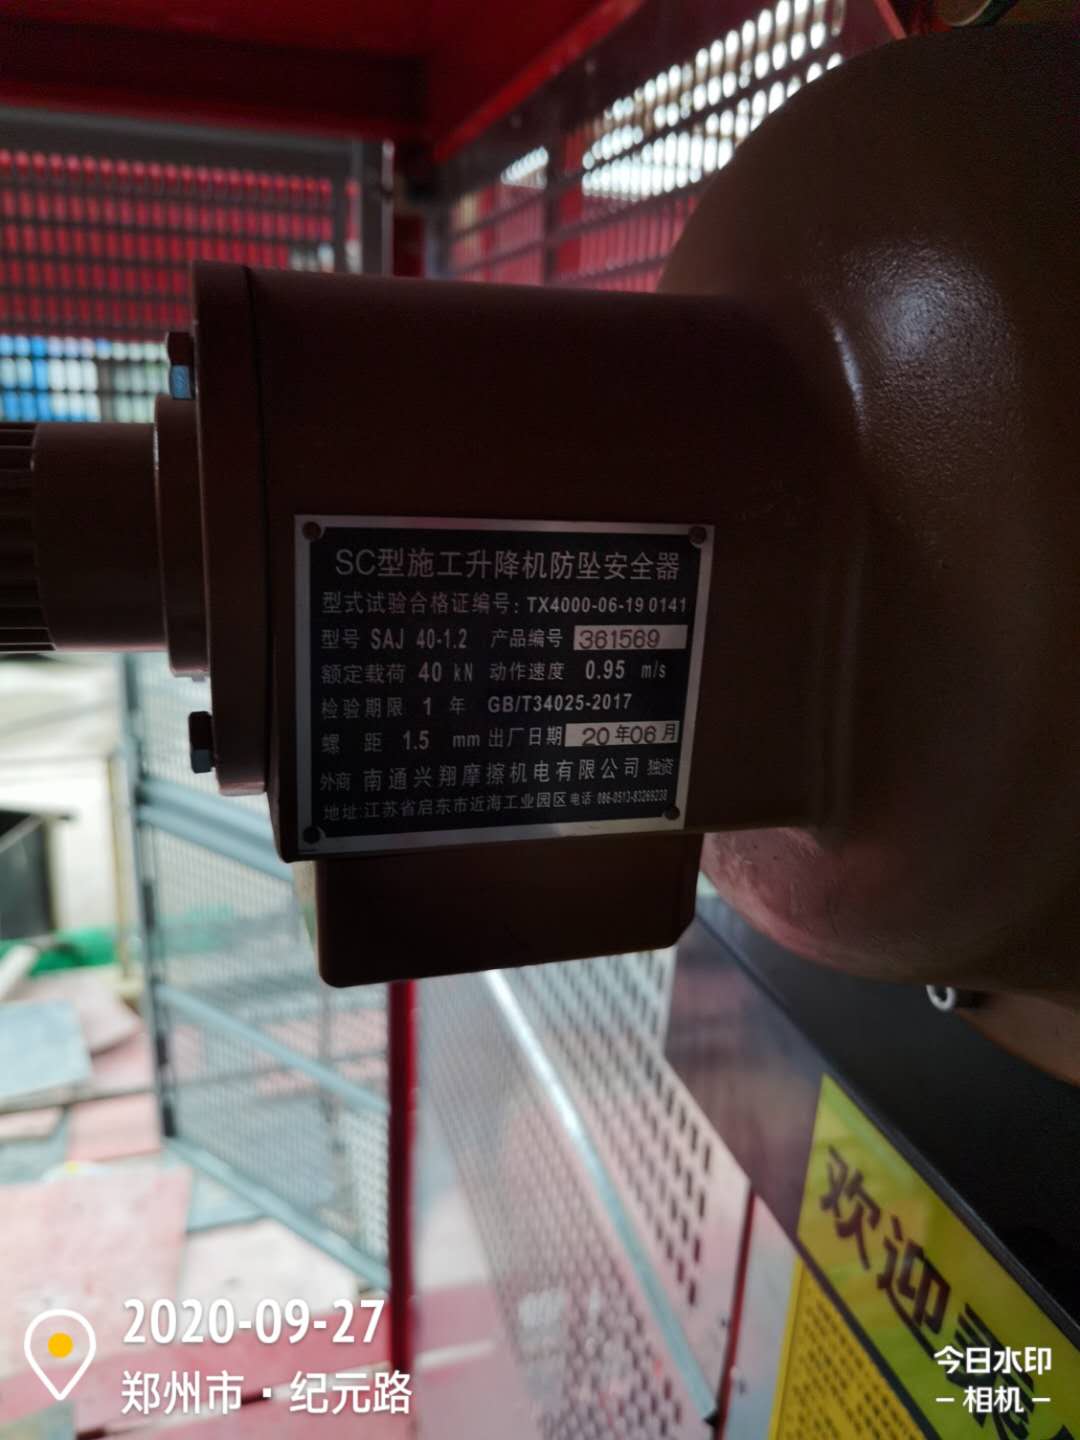 SC型施工升降机防坠安全器
型式试验合格证编号: TX4000-06-19 0141
型号 SAJ 40-1.2 产品编号 361569
额定载荷 40 kN 动作速度 0.95 m/s
检验期限 1 年 GB/T34025-2017
螺 距 1.5 mm 出厂日期 20年06月
外商独资 南通兴翔摩擦机电有限公司
地址:江苏省启东市近海工业园区 电话: 086-0513-83269238
欢迎
2020-09-27
郑州市·纪元路
今日水印
-相机-